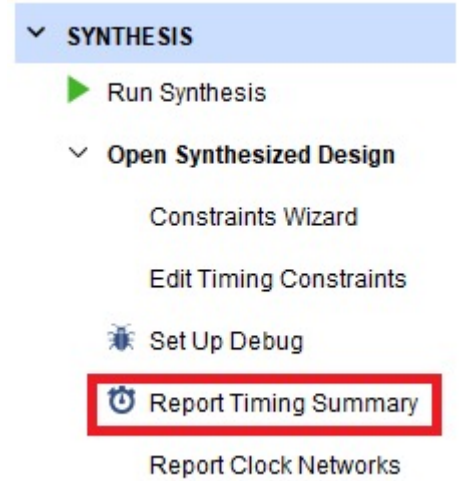 SYNTHESIS
Run Synthesis
Open Synthesized Design
Constraints Wizard
Edit Timing Constraints
Set Up Debug
Report Timing Summary
Report Clock Networks